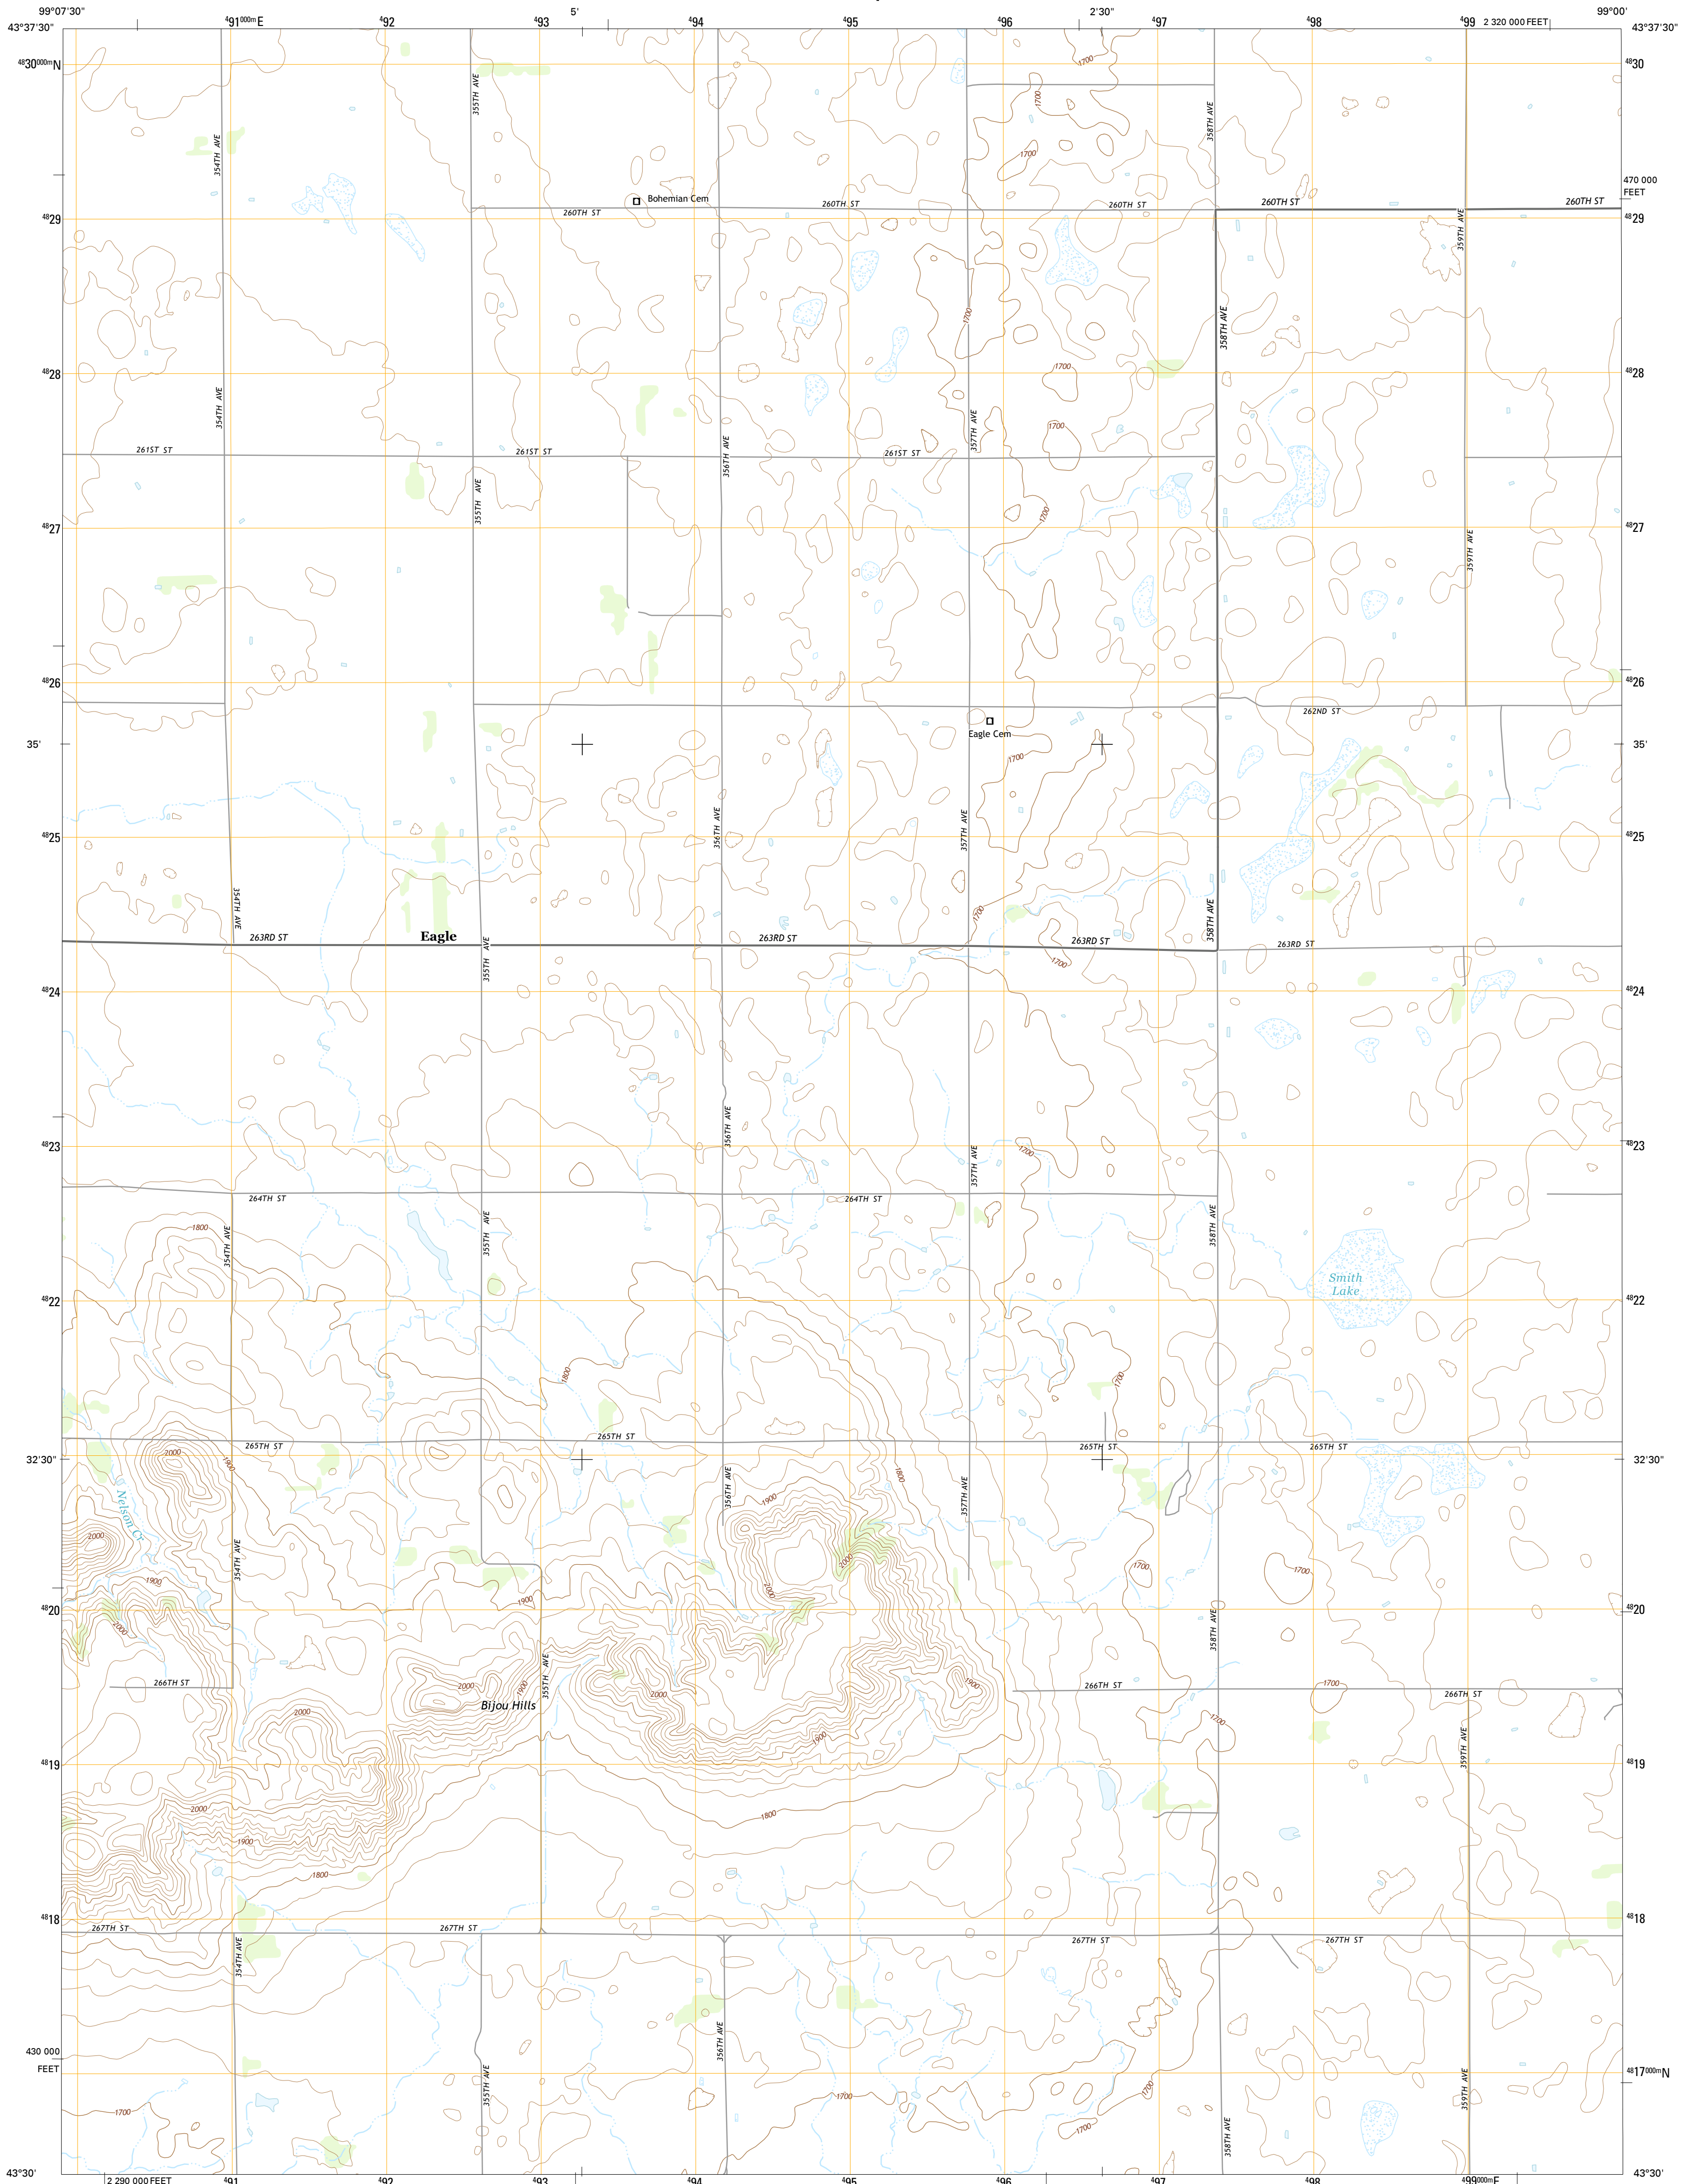 99°07'30"
491000mE
492
493
5'
494
495
496
2'30"
497
498
499
2 320 000 FEET
99°00'
43°37'30"
43°37'30"
4830000mN
4830
355TH AVE
1700
1700
358TH AVE
354TH AVE
1700
470 000
FEET
Bohemian Cem
260TH ST
260TH ST
260TH ST
260TH ST
260TH ST
4829
359TH AVE
4829
1700
358TH AVE
4828
1700
4828
354TH AVE
357TH AVE
1700
261ST ST
261ST ST
356TH AVE
261ST ST
355TH AVE
1700
4827
359TH AVE
4827
4826
4826
262ND ST
Eagle Cem
35'
1700
35'
356TH AVE
357TH AVE
4825
4825
354TH AVE
1700
358TH AVE
263RD ST
Eagle
263RD ST
263RD ST
263RD ST
355TH AVE
1700
4824
4824
356TH AVE
4823
1700
4823
357TH AVE
264TH ST
264TH ST
1800
354TH AVE
355TH AVE
358TH AVE
Smith
Lake
4822
4822
1800
1700
265TH ST
265TH ST
265TH ST
265TH ST
2000
1900
32'30"
32'30"
1800
356TH AVE
357TH AVE
1900
Nelson Cr
2000
354TH AVE
2000
1700
1700
1900
2000
1900
4820
4820
2000
358TH AVE
355TH AVE
266TH ST
2000
1900
2000
1900
266TH ST
1700
266TH ST
Bijou Hills
2000
1700
359TH AVE
1900
4819
4819
2000
1800
1900
1800
4818
4818
267TH ST
267TH ST
267TH ST
267TH ST
354TH AVE
356TH AVE
430 000
FEET
355TH AVE
4817000mN
359TH AVE
1700
1700
1700
1700
358TH AVE
43°30'
43°30'
2 290 000 FEET
491
492
493
494
495
496
497
498
499000mE